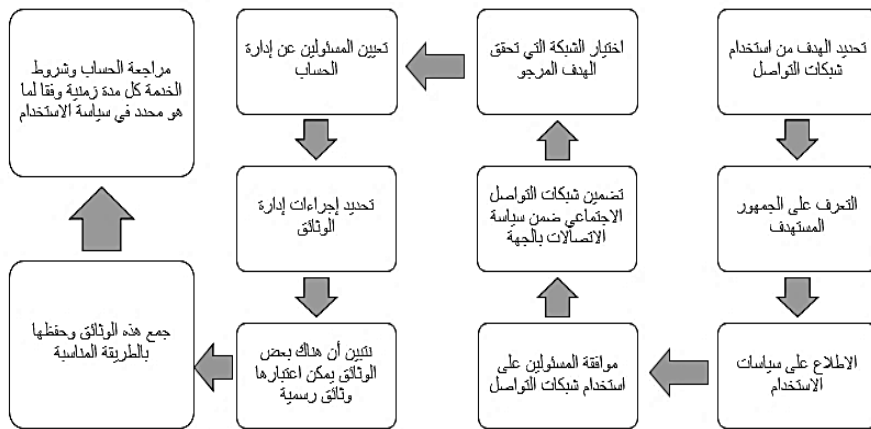 تحديد الهدف من استخدام
شبكات التواصل
التعرف على الجمهور
المستهدف
الاطلاع على سياسات
الاستخدام
موافقة المسئولين على
استخدام شبكات التواصل
تضمين شبكات التواصل
الاجتماعي ضمن سياسة
الاتصالات بالجهة
اختيار الشبكة التي تحقق
الهدف المرجو
تعيين المسئولين عن إدارة
الحساب
تحديد إجراءات إدارة
الوثائق
نتبين أن هناك بعض
الوثائق يمكن اعتبارها
وثائق رسمية
جمع هذه الوثائق وحفظها
بالطريقة المناسبة
مراجعة الحساب وشروط
الخدمة كل مدة زمنية وفقا لما
هو محدد في سياسة الاستخدام